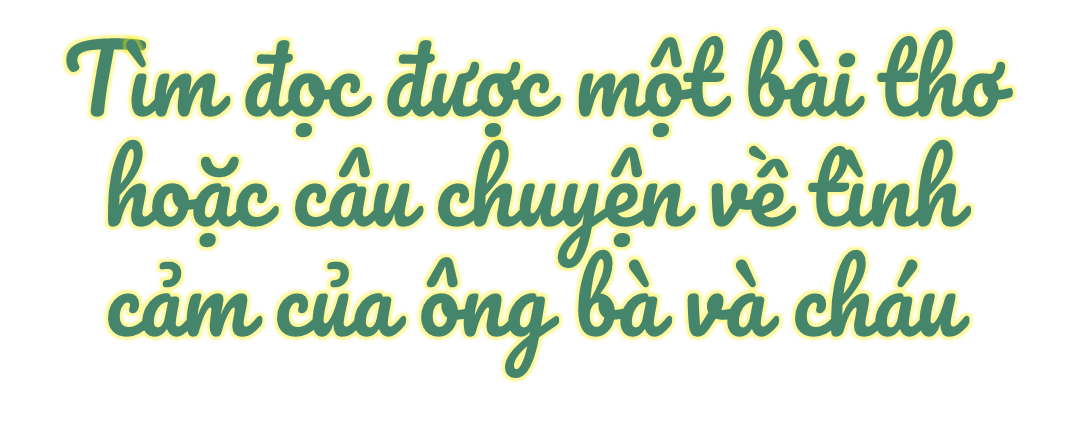 Tìm đọc được một bài thơ
hoặc câu chuyện về tình
cảm của ông bà và cháu